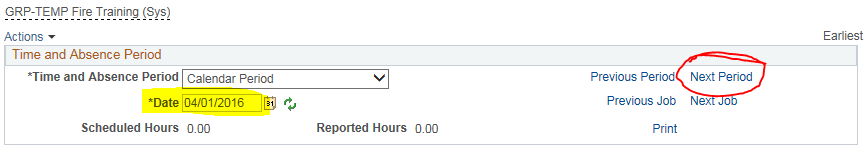 GRP-TEMP Fire Training (Sys)
Actions Earliest
Time and Absence Period
*Time and Absence Period Calendar Period Previous Period Next Period
*Date 04/01/2016 31 Previous Job Next Job
Scheduled Hours 0.00 Reported Hours 0.00 Print